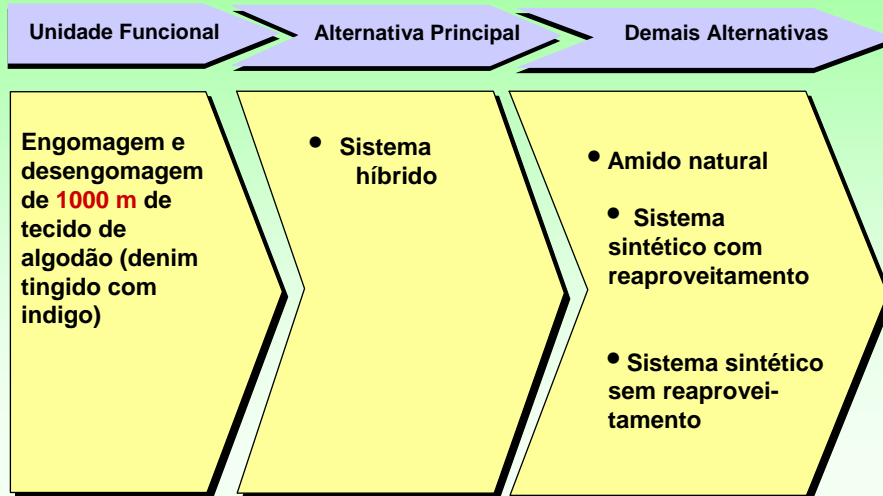 Unidade Funcional
Alternativa Principal
Demais Alternativas
Engomagem e
desengomagem
de 1000 m de
tecido de
algodão (denim
tingido com
indigo)
• Sistema
híbrido
• Amido natural
• Sistema
sintético com
reaproveitamento
• Sistema sintético
sem reaprovei-
tamento